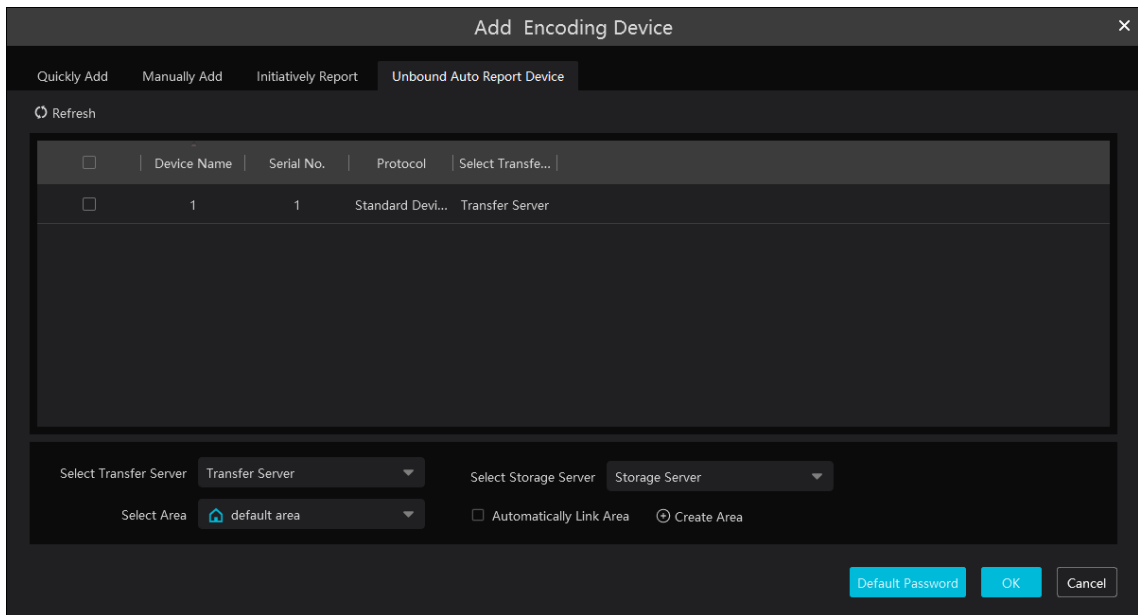 Add Encoding Device
Quickly Add Manually Add Initiatively Report Unbound Auto Report Device
Refresh
Device Name Serial No. Protocol Select Transfe...
1 1 Standard Devi... Transfer Server
Select Transfer Server Transfer Server Select Storage Server Storage Server
Select Area default area Automatically Link Area Create Area
Default Password OK Cancel